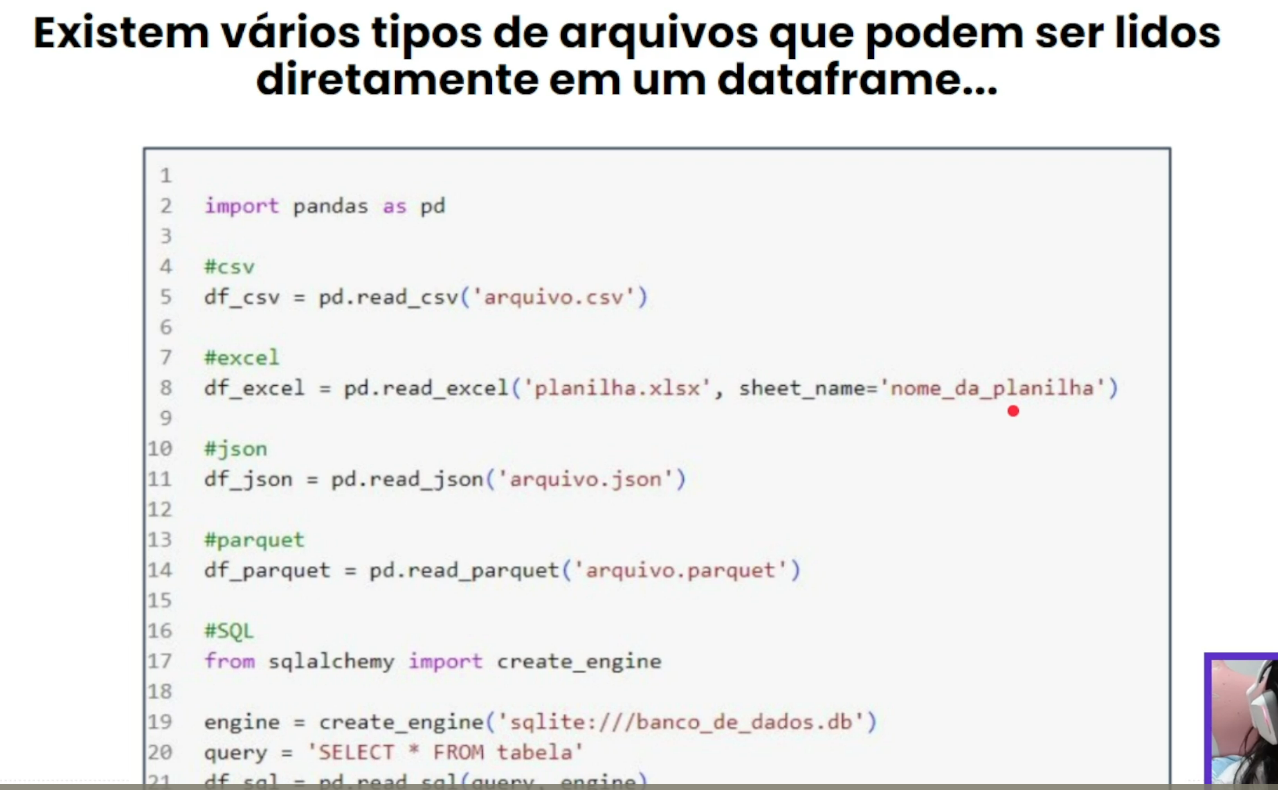 Existem vários tipos de arquivos que podem ser lidos
diretamente em um dataframe...
1
2 import pandas as pd
3
4 #csv
5 df_csv = pd.read_csv('arquivo.csv')
6
7 #excel
8 df_excel = pd.read_excel('planilha.xlsx', sheet_name='nome_da_planilha')
9
10 #json
11 df_json = pd.read_json('arquivo.json')
12
13 #parquet
14 df_parquet = pd.read_parquet('arquivo.parquet')
15
16 #SQL
17 from sqlalchemy import create_engine
18
19 engine = create_engine('sqlite:///banco_de_dados.db')
20 query = 'SELECT * FROM tabela'
21 df_sql = pd.read_sql(query, engine)